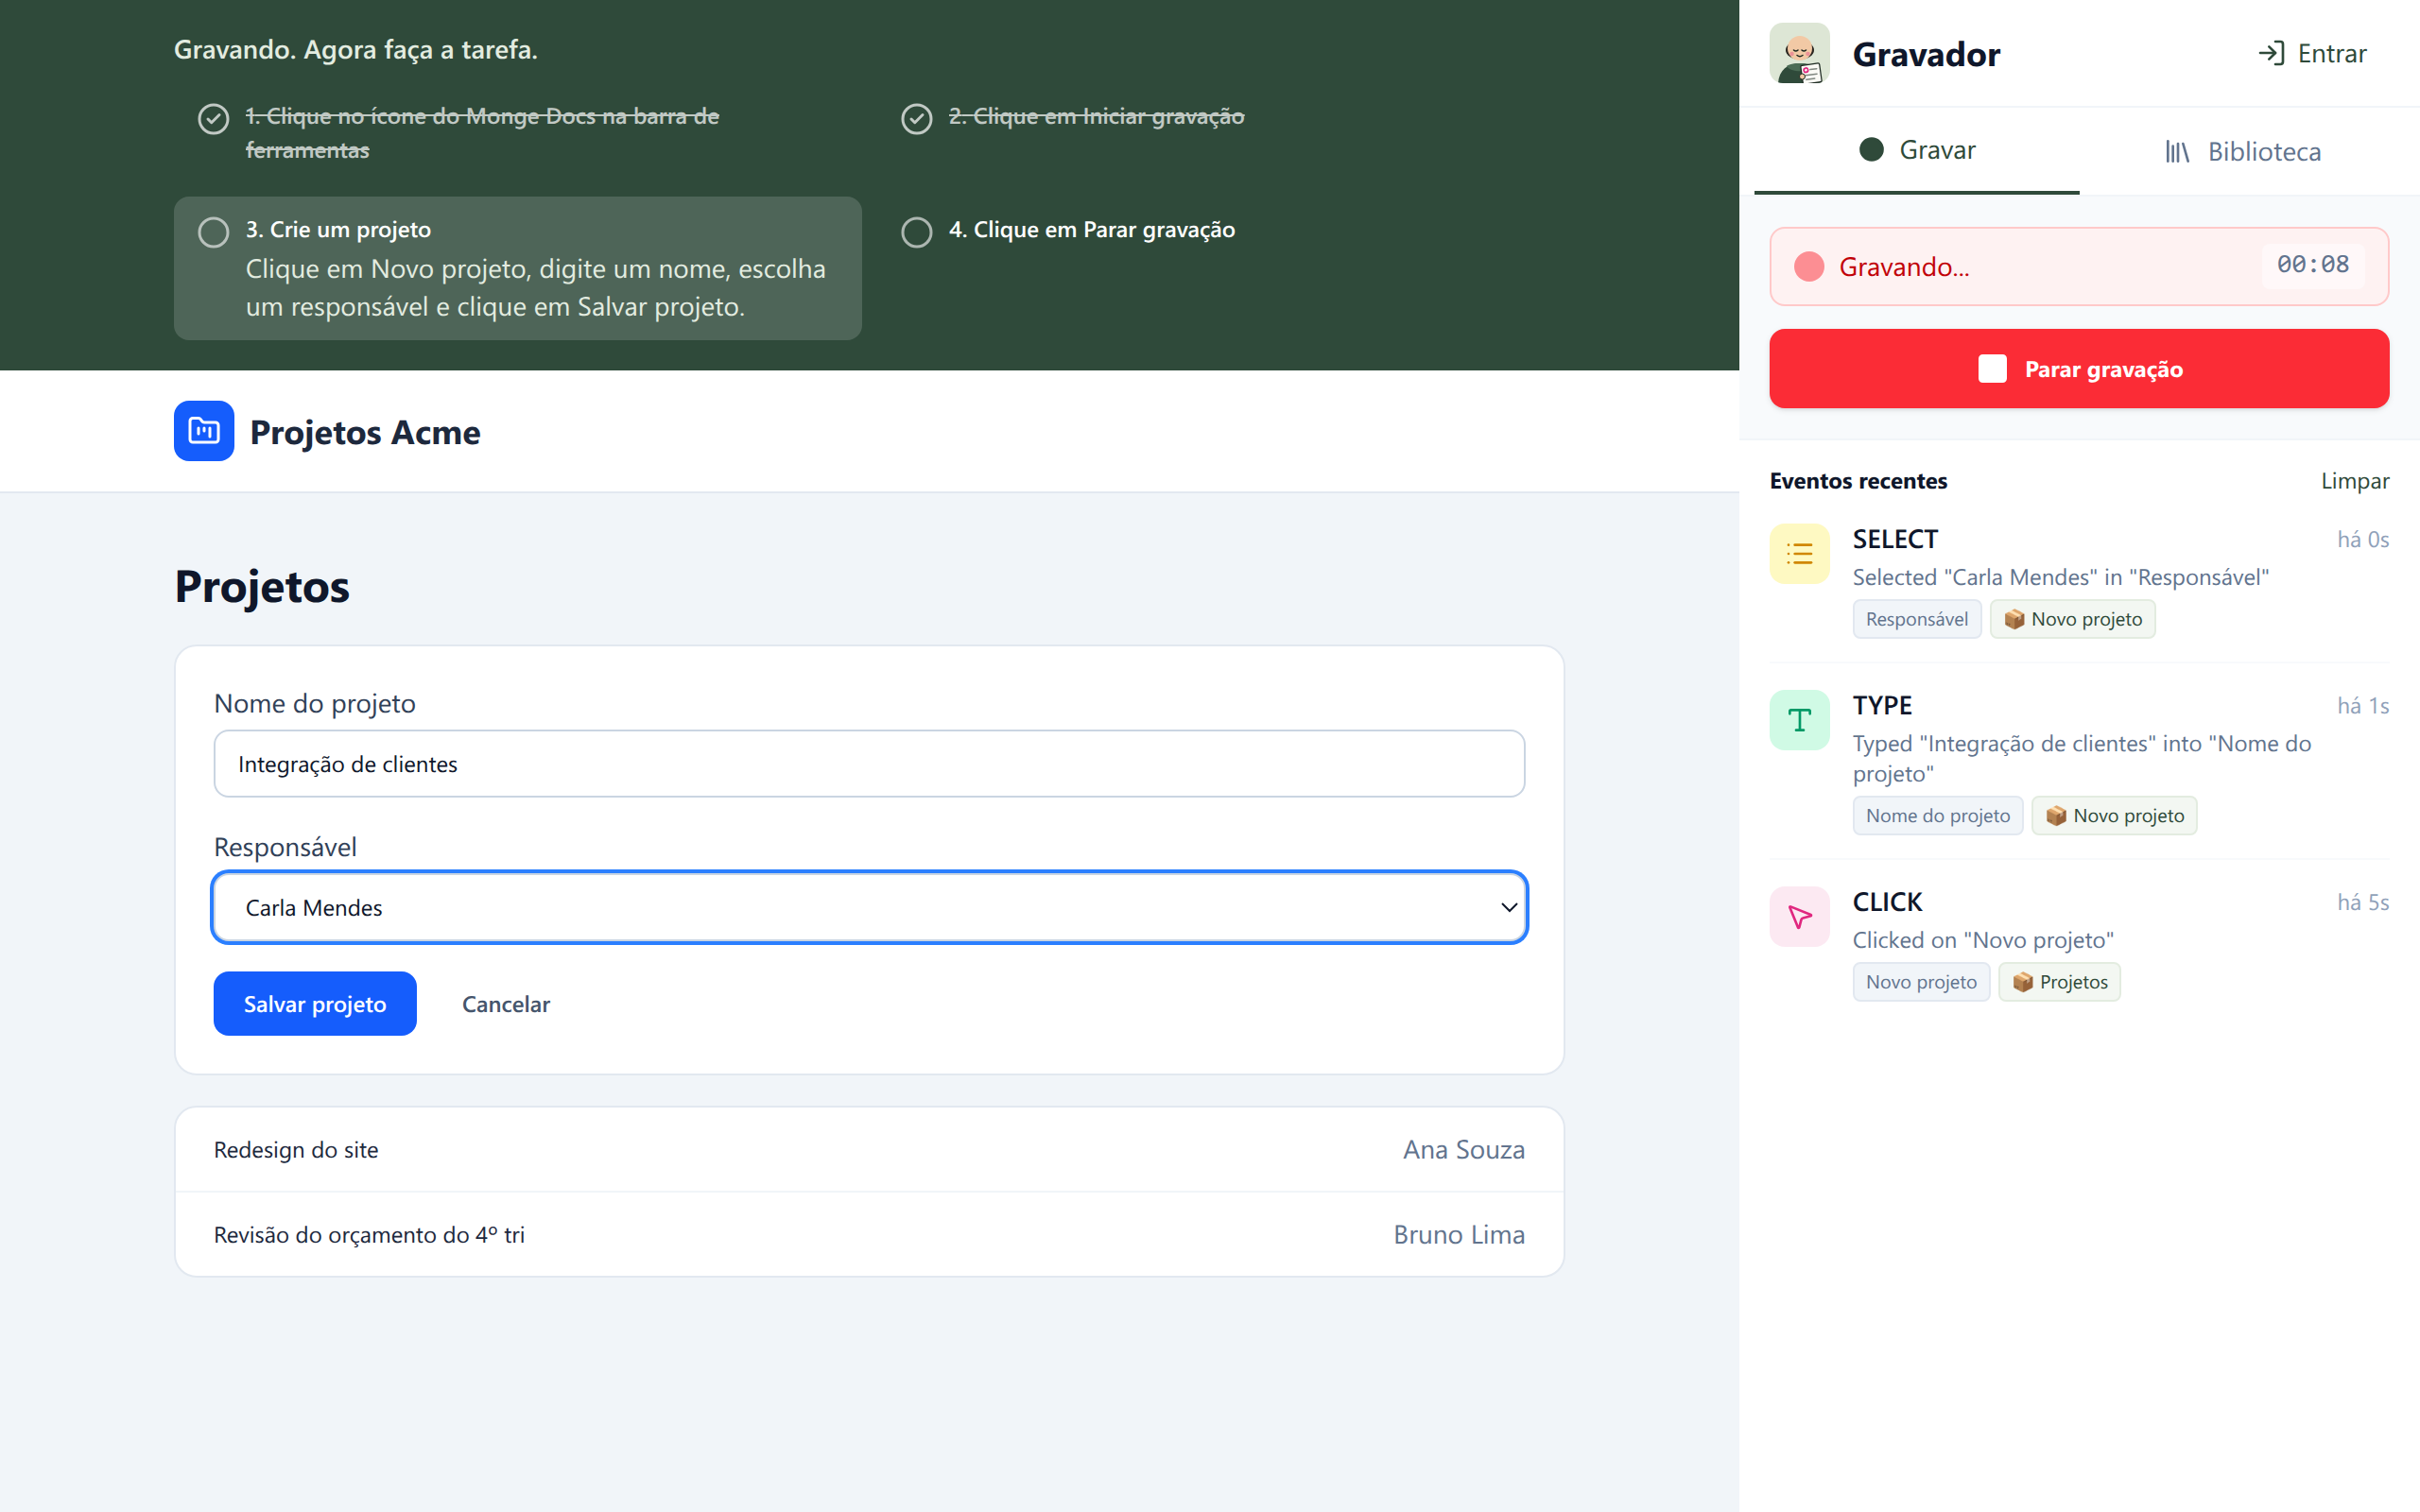 Gravando. Agora faça a tarefa.
1. Clique no ícone do Monge Docs na barra de
ferramentas
2. Clique em Iniciar gravação
3. Crie um projeto
Clique em Novo projeto, digite um nome, escolha
um responsável e clique em Salvar projeto.
4. Clique em Parar gravação
Projetos Acme
Projetos
Nome do projeto
Integração de clientes
Responsável
Carla Mendes
Salvar projeto
Cancelar
Redesign do site
Ana Souza
Revisão do orçamento do 4º tri
Bruno Lima
Gravador
Entrar
Gravar
Biblioteca
Gravando...
00:08
Parar gravação
Eventos recentes
Limpar
SELECT
há 0s
Selected "Carla Mendes" in "Responsável"
Responsável
Novo projeto
TYPE
há 1s
Typed "Integração de clientes" into "Nome do
projeto"
Nome do projeto
Novo projeto
CLICK
há 5s
Clicked on "Novo projeto"
Novo projeto
Projetos